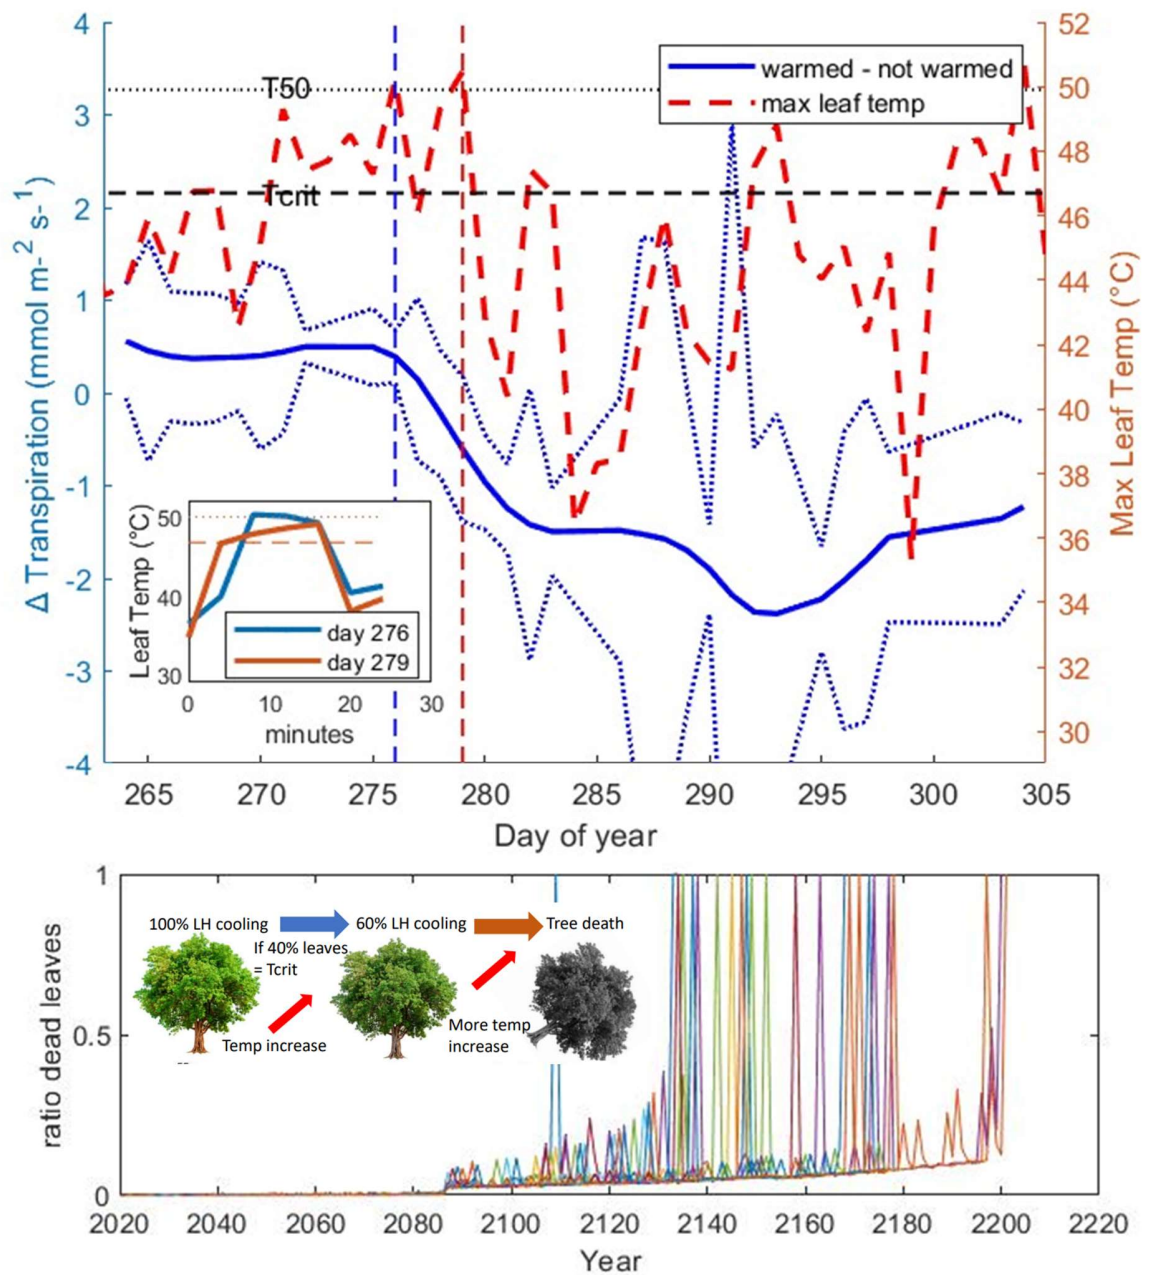 4
52
T50
warmed - not warmed
max leaf temp
50
3
48
Tcrit
2
46
1
44
42
0
40
-1
38
-2
36
-3
34
32
30
-4
Δ Transpiration (mmol m-² s-¹)
Max Leaf Temp (°C)
50
40
30
Leaf Temp (°C)
day 276
day 279
0 10 20 30
minutes
265 270 275 280 285 290 295 300 305
Day of year
1
0.5
0
ratio dead leaves
100% LH cooling
60% LH cooling
Tree death
If 40% leaves
= Tcrit
Temp increase
More temp
increase
2020 2040 2060 2080 2100 2120 2140 2160 2180 2200 2220
Year